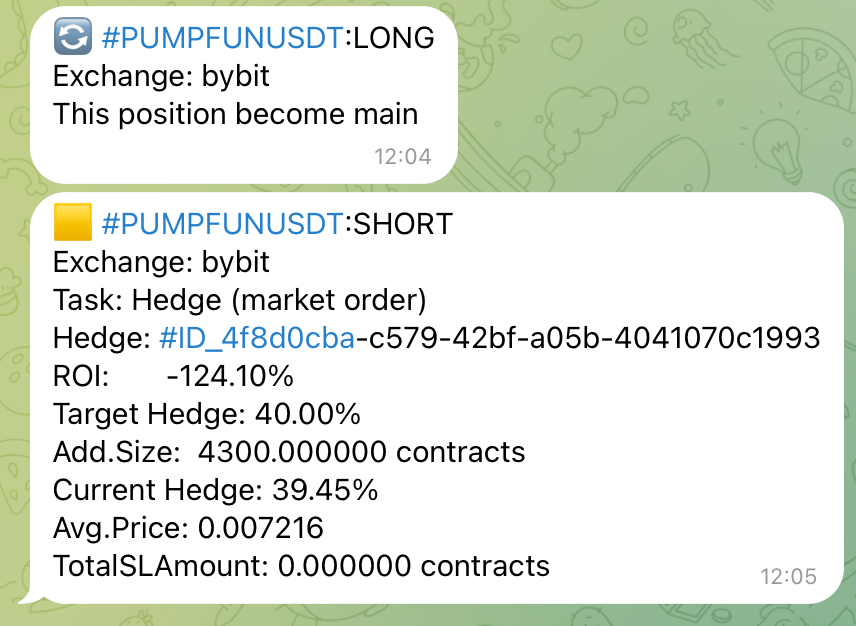 #PUMPFUNUSDT:LONG
Exchange: bybit
This position become main
12:04
#PUMPFUNUSDT:SHORT
Exchange: bybit
Task: Hedge (market order)
Hedge: #ID_4f8d0cba-c579-42bf-a05b-4041070c1993
ROI: -124.10%
Target Hedge: 40.00%
Add.Size: 4300.000000 contracts
Current Hedge: 39.45%
Avg.Price: 0.007216
TotalSLAmount: 0.000000 contracts
12:05